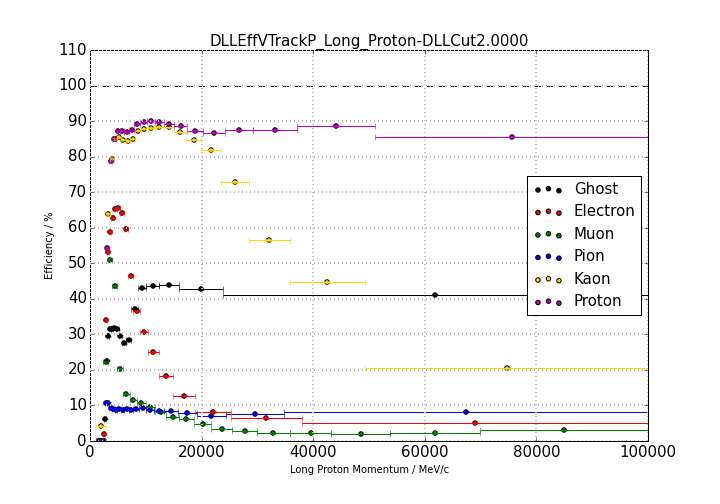 DLLEffVTrackP_Long_Proton-DLLCut2.0000
110
100
90
80
70
60
50
40
30
20
10
0
Efficiency / %
Ghost
Electron
Muon
Pion
Kaon
Proton
0 20000 40000 60000 80000 100000
Long Proton Momentum / MeV/c